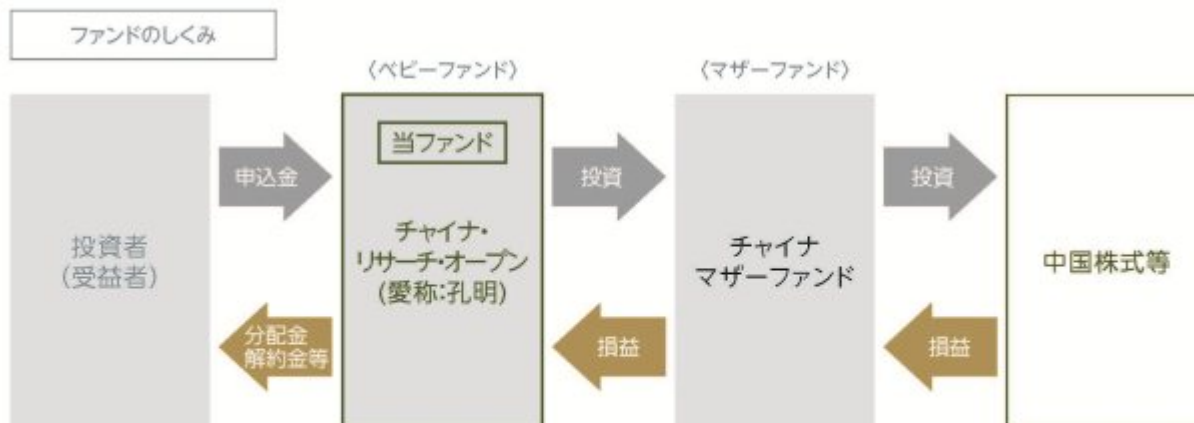 ファンドのしくみ
〈ベビーファンド〉
〈マザーファンド〉
投資者
(受益者)
申込金
分配金
解約金等
当ファンド
チャイナ・
リサーチ・オープン
(愛称:孔明)
投資
損益
チャイナ
マザーファンド
投資
損益
中国株式等